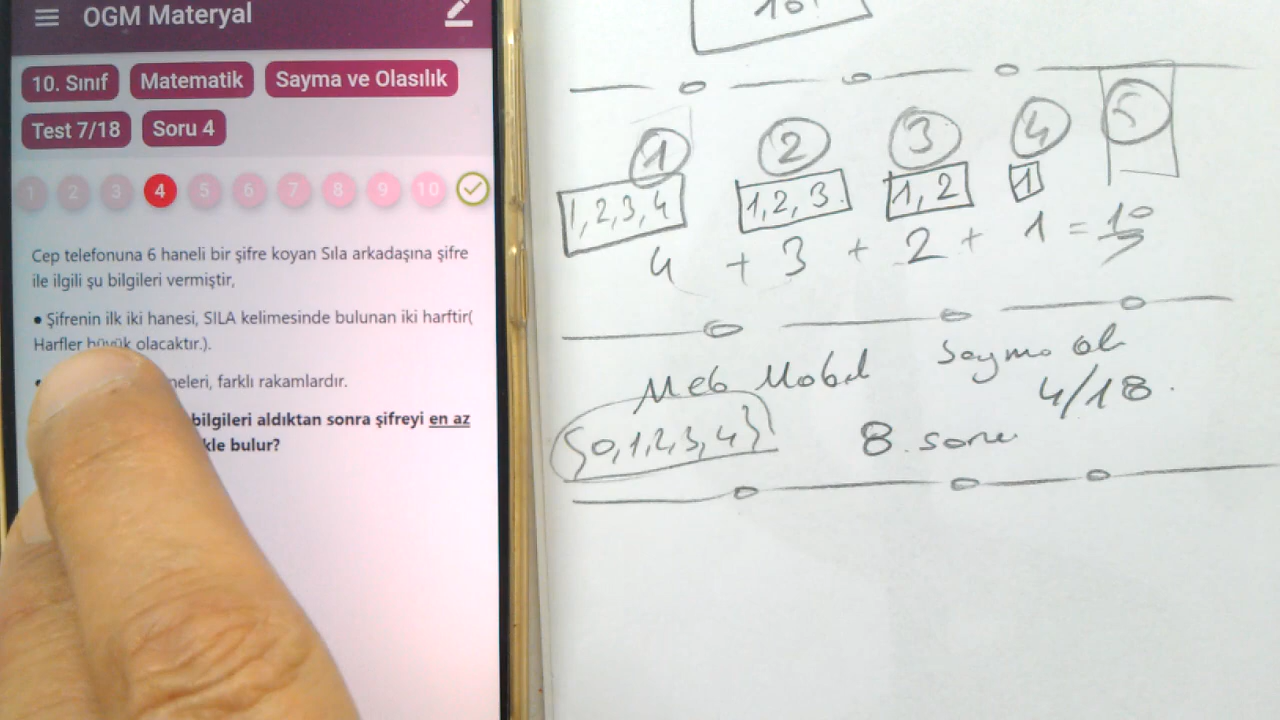 OGM Materyal
10. Sınıf Matematik Sayma ve Olasılık
Test 7/18 Soru 4
1 2 3 4 5 6 7 8 9 10
Cep telefonuna 6 haneli bir şifre koyan Sıla arkadaşına şifre
ile ilgili şu bilgileri vermiştir,
• Şifrenin ilk iki hanesi, SILA kelimesinde bulunan iki harftir(
Harfler büyük olacaktır.).
farklı rakamlardır.
bilgileri aldıktan sonra şifreyi en az
bulur?
1 2 3 4 5
1,2,3,4 1,2,3. 1,2 1
4 + 3 + 2 + 1 = 10
Meb Mobil Sayma ol
4/18.
{0,1,2,3,4} 8. soru